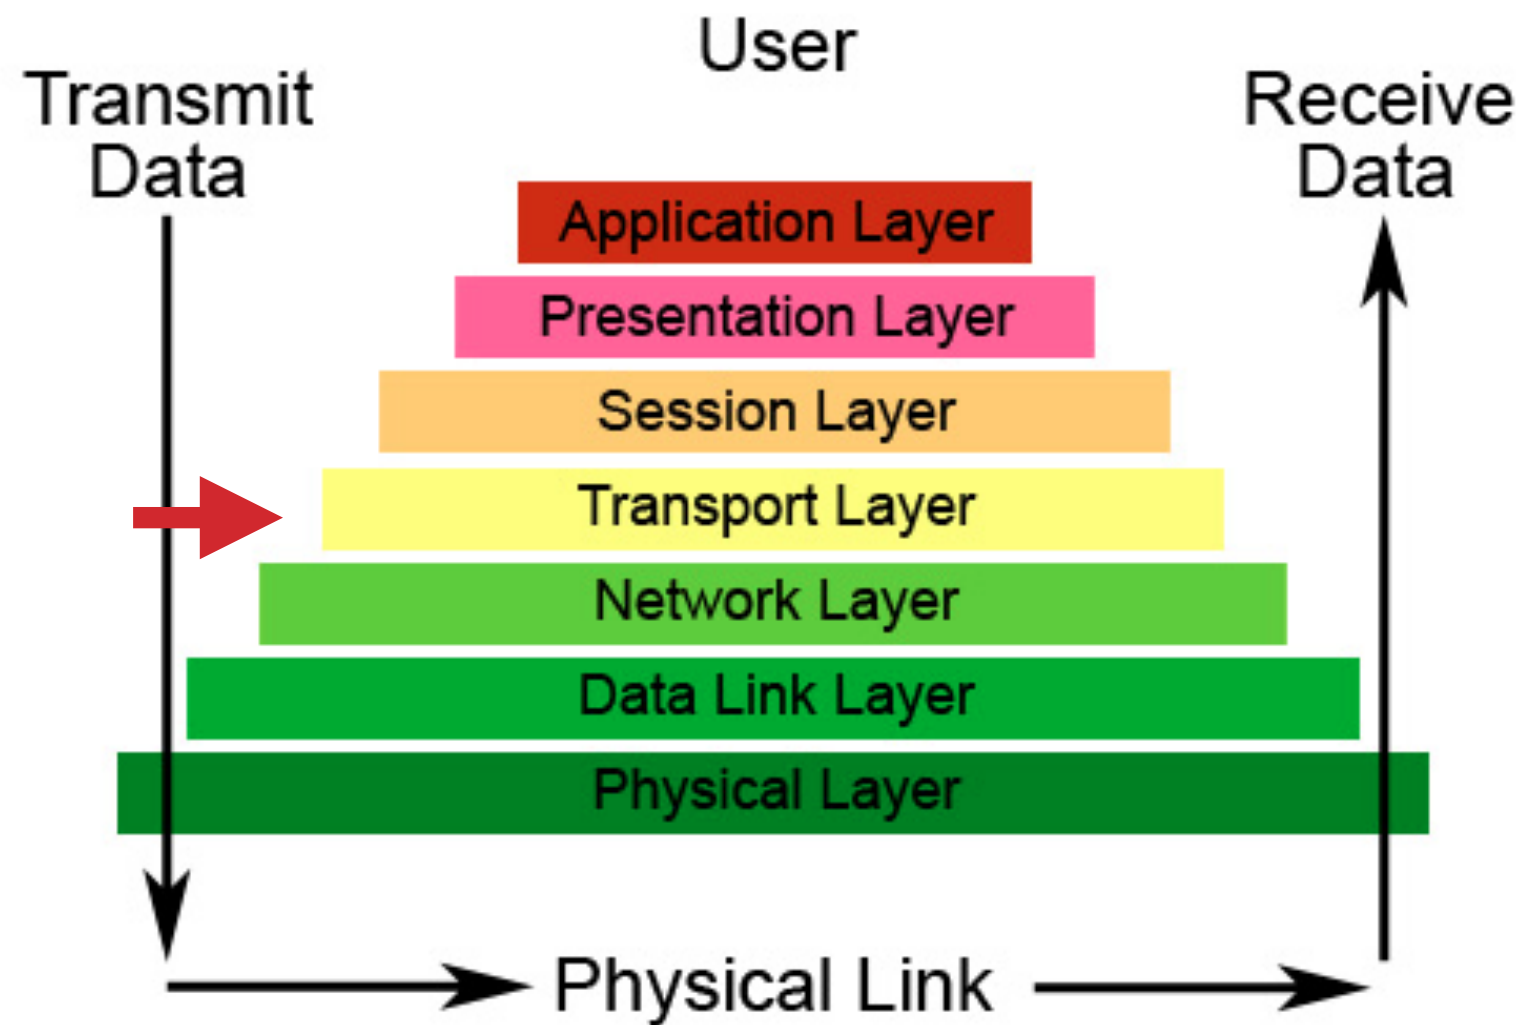 User
Transmit
Data
Receive
Data
Application Layer
Presentation Layer
Session Layer
Transport Layer
Network Layer
Data Link Layer
Physical Layer
Physical Link